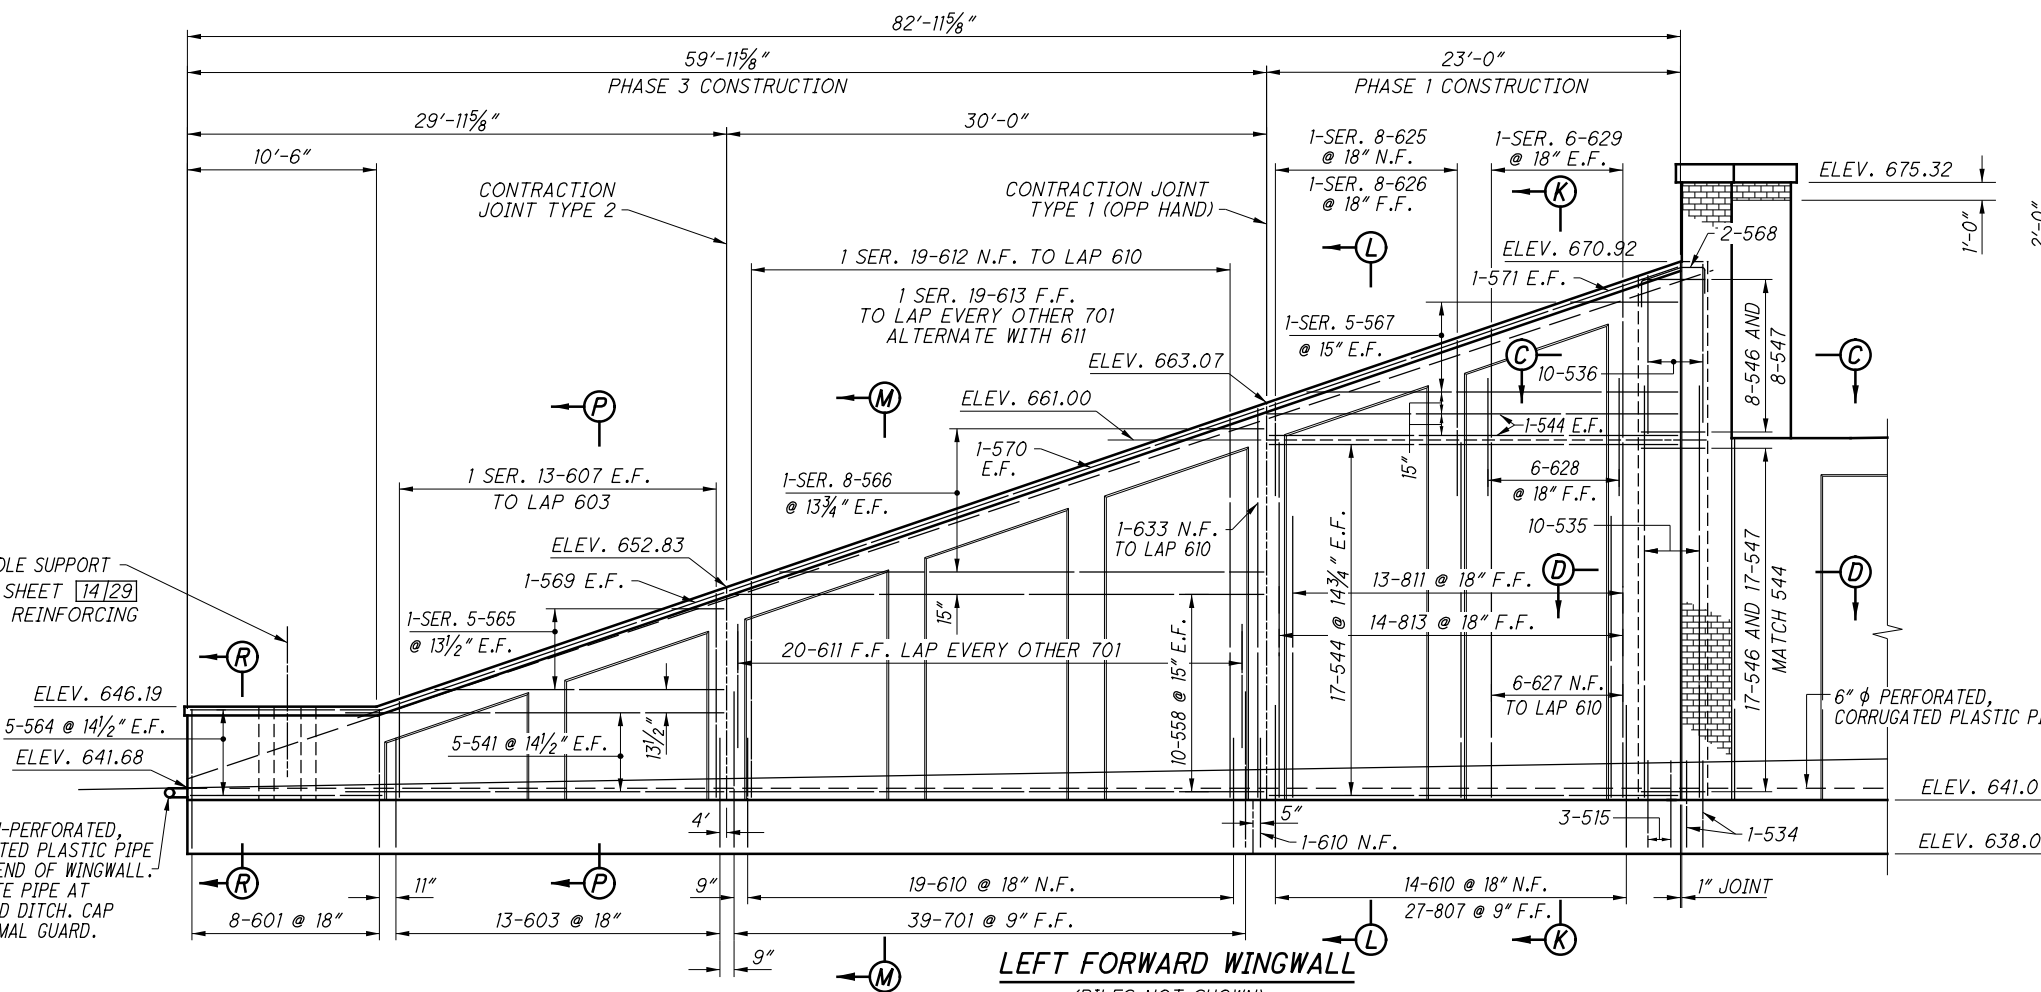 82'-11⅝"
59'-11⅝"
PHASE 3 CONSTRUCTION
23'-0"
PHASE 1 CONSTRUCTION
29'-11⅝"
30'-0"
10'-6"
CONTRACTION
JOINT TYPE 2
CONTRACTION JOINT
TYPE 1 (OPP HAND)
1-SER. 8-625
@ 18" N.F.
1-SER. 8-626
@ 18" F.F.
1-SER. 6-629
@ 18" E.F.
K
L
ELEV. 675.32
1'-0"
2'-0"
2-568
ELEV. 670.92
1-571 E.F.
1 SER. 19-612 N.F. TO LAP 610
1 SER. 19-613 F.F.
TO LAP EVERY OTHER 701
ALTERNATE WITH 611
1-SER. 5-567
@ 15" E.F.
8-546 AND
8-547
C
C
10-536
ELEV. 663.07
ELEV. 661.00
P
M
1-570
E.F.
1-544 E.F.
15"
6-628
@ 18" F.F.
1 SER. 13-607 E.F.
TO LAP 603
1-SER. 8-566
@ 13¾" E.F.
1-633 N.F.
TO LAP 610
10-535
17-544 @ 14¾" E.F.
17-546 AND 17-547
MATCH 544
ELEV. 652.83
1-569 E.F.
OLE SUPPORT
SHEET 14/29
REINFORCING
1-SER. 5-565
@ 13½" E.F.
15"
13-811 @ 18" F.F.
D
D
14-813 @ 18" F.F.
20-611 F.F. LAP EVERY OTHER 701
R
10-558 @ 15" E.F.
6-627 N.F.
TO LAP 610
ELEV. 646.19
5-564 @ 14½" E.F.
ELEV. 641.68
5-541 @ 14½" E.F.
13½"
6" φ PERFORATED,
CORRUGATED PLASTIC PI
ELEV. 641.0
ELEV. 638.0
-PERFORATED,
TED PLASTIC PIPE
END OF WINGWALL.
TE PIPE AT
D DITCH. CAP
MAL GUARD.
4'
5"
1-610 N.F.
3-515
1-534
R
P
11"
9"
19-610 @ 18" N.F.
14-610 @ 18" N.F.
1" JOINT
8-601 @ 18"
13-603 @ 18"
39-701 @ 9" F.F.
27-807 @ 9" F.F.
L
K
9"
M
LEFT FORWARD WINGWALL
(PILES NOT SHOWN)